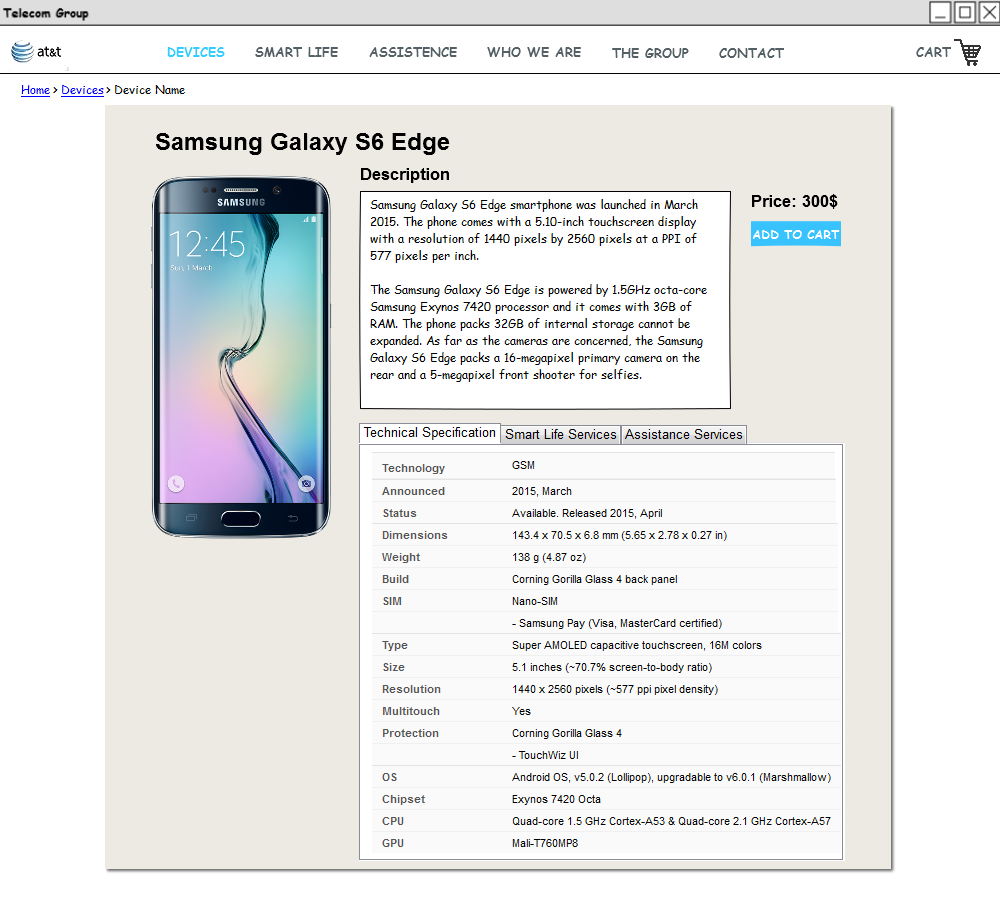 Telecom Group
at&t DEVICES SMART LIFE ASSISTENCE WHO WE ARE THE GROUP CONTACT CART
Home > Devices > Device Name
Samsung Galaxy S6 Edge
Description
SAMSUNG
12:45
Sun, 1 March
Samsung Galaxy S6 Edge smartphone was launched in March
2015. The phone comes with a 5.10-inch touchscreen display
with a resolution of 1440 pixels by 2560 pixels at a PPI of
577 pixels per inch.
The Samsung Galaxy S6 Edge is powered by 1.5GHz octa-core
Samsung Exynos 7420 processor and it comes with 3GB of
RAM. The phone packs 32GB of internal storage cannot be
expanded. As far as the cameras are concerned, the Samsung
Galaxy S6 Edge packs a 16-megapixel primary camera on the
rear and a 5-megapixel front shooter for selfies.
Price: 300$
ADD TO CART
Technical Specification Smart Life Services Assistance Services
Technology GSM
Announced 2015, March
Status Available. Released 2015, April
Dimensions 143.4 x 70.5 x 6.8 mm (5.65 x 2.78 x 0.27 in)
Weight 138 g (4.87 oz)
Build Corning Gorilla Glass 4 back panel
SIM Nano-SIM
- Samsung Pay (Visa, MasterCard certified)
Type Super AMOLED capacitive touchscreen, 16M colors
Size 5.1 inches (~70.7% screen-to-body ratio)
Resolution 1440 x 2560 pixels (~577 ppi pixel density)
Multitouch Yes
Protection Corning Gorilla Glass 4
- TouchWiz UI
OS Android OS, v5.0.2 (Lollipop), upgradable to v6.0.1 (Marshmallow)
Chipset Exynos 7420 Octa
CPU Quad-core 1.5 GHz Cortex-A53 & Quad-core 2.1 GHz Cortex-A57
GPU Mali-T760MP8